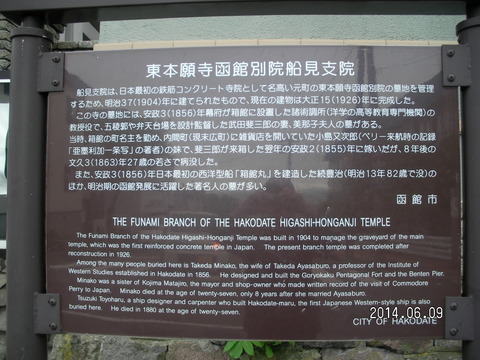 東本願寺函館別院船見支院
船見支院は、日本最初の鉄筋コンクリート寺院として名高い元町の東本願寺函館別院の墓地を管理
するため、明治37(1904)年に建てられたもので、現在の建物は大正15(1926)年に完成した。
この寺の墓地には、安政3(1856)年幕府が箱館に設置した諸術調所(洋学の高等教育専門機関)の
教授役で、五稜郭や弁天台場を設計監督した武田斐三郎の妻、美那子夫人の墓がある。
当時、箱館の町名主を勤め、内澗町(現末広町)に雑貨店を開いていた小島又次郎(ペリー来航時の記録
「亜墨利加一条写」の著者)の妹で、斐三郎が来箱した翌年の安政2(1855)年に嫁いだが、8年後の
文久3(1863)年27歳の若さで病没した。
また、安政3(1856)年日本最初の西洋型船「箱館丸」を建造した続豊治(明治13年82歳で没)の
ほか、明治期の函館発展に活躍した著名人の墓が多い。
函館市
THE FUNAMI BRANCH OF THE HAKODATE HIGASHI-HONGANJI TEMPLE
The Funami Branch of the Hakodate Higashi-Honganji Temple was built in 1904 to manage the graveyard of the main
temple, which was the first reinforced concrete temple in Japan. The present branch temple was completed after
reconstruction in 1926.
Among the many people buried here is Takeda Minako, the wife of Takeda Ayasaburo, a professor of the Institute of
Western Studies established in Hakodate in 1856. He designed and built the Goryokaku Pentagonal Fort and the Benten Pier.
Minako was a sister of Kojima Matajiro, the mayor and shop-owner who made written record of the visit of Commodore
Perry to Japan. Minako died at the age of twenty-seven, only 8 years after she married Ayasaburo.
Tsuzuki Toyoharu, a ship designer and carpenter who built Hakodate-maru, the first Japanese Western-style ship is also
buried here. He died in 1880 at the age of twenty-seven.
CITY OF HAKODATE
2014.06.09